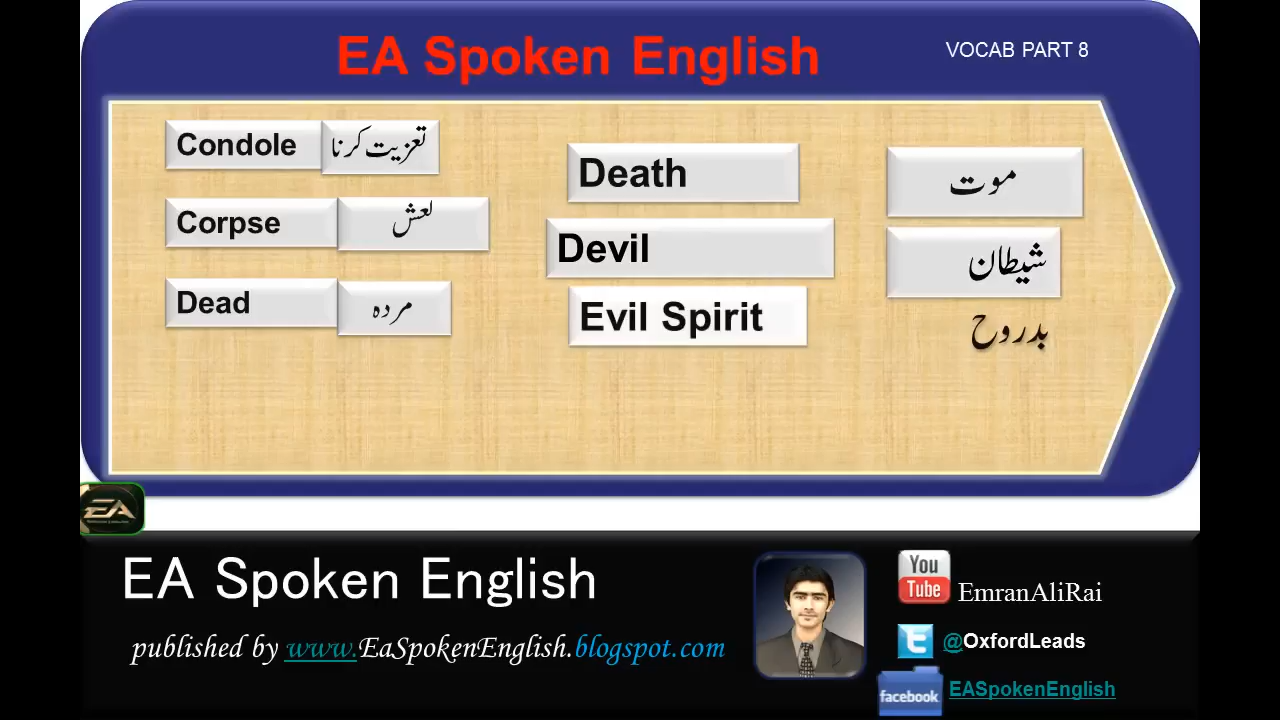 EA Spoken English
VOCAB PART 8
Condole تعزیت کرنا
Corpse لعش
Dead مردہ
Death موت
Devil شیطان
Evil Spirit بدروح
EA
EA Spoken English
published by www.EaSpokenEnglish.blogspot.com
You Tube EmranAliRai
@OxfordLeads
facebook EASpokenEnglish